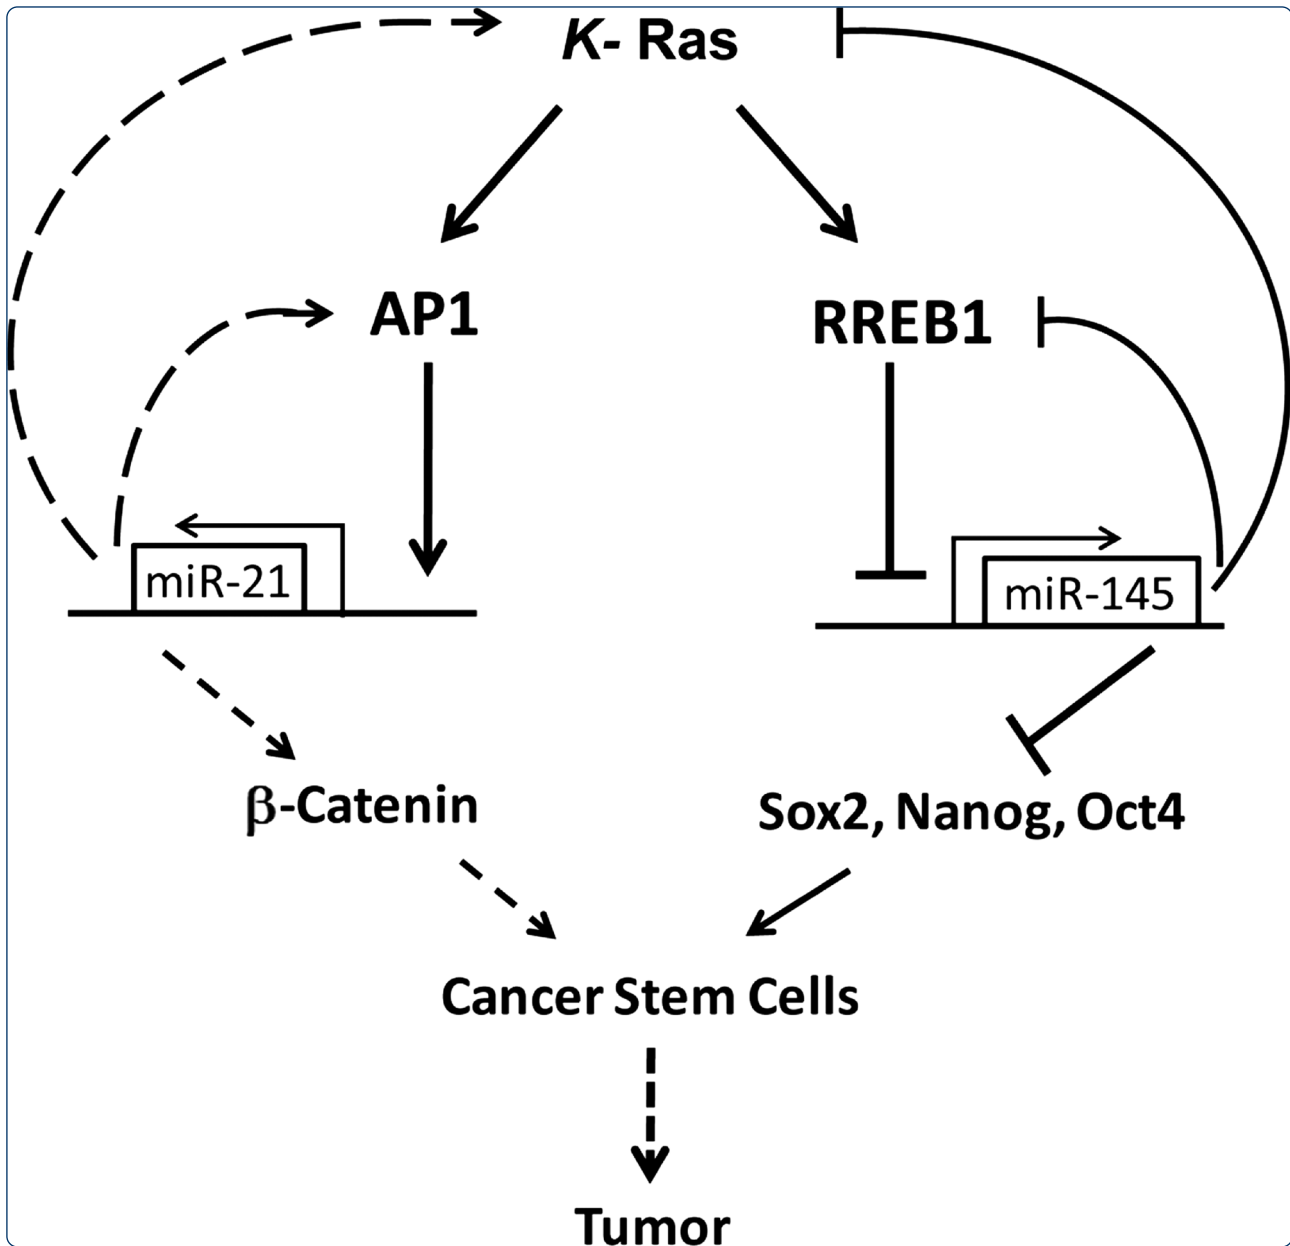 K- Ras
AP1
RREB1
miR-21
miR-145
β-Catenin
Sox2, Nanog, Oct4
Cancer Stem Cells
Tumor